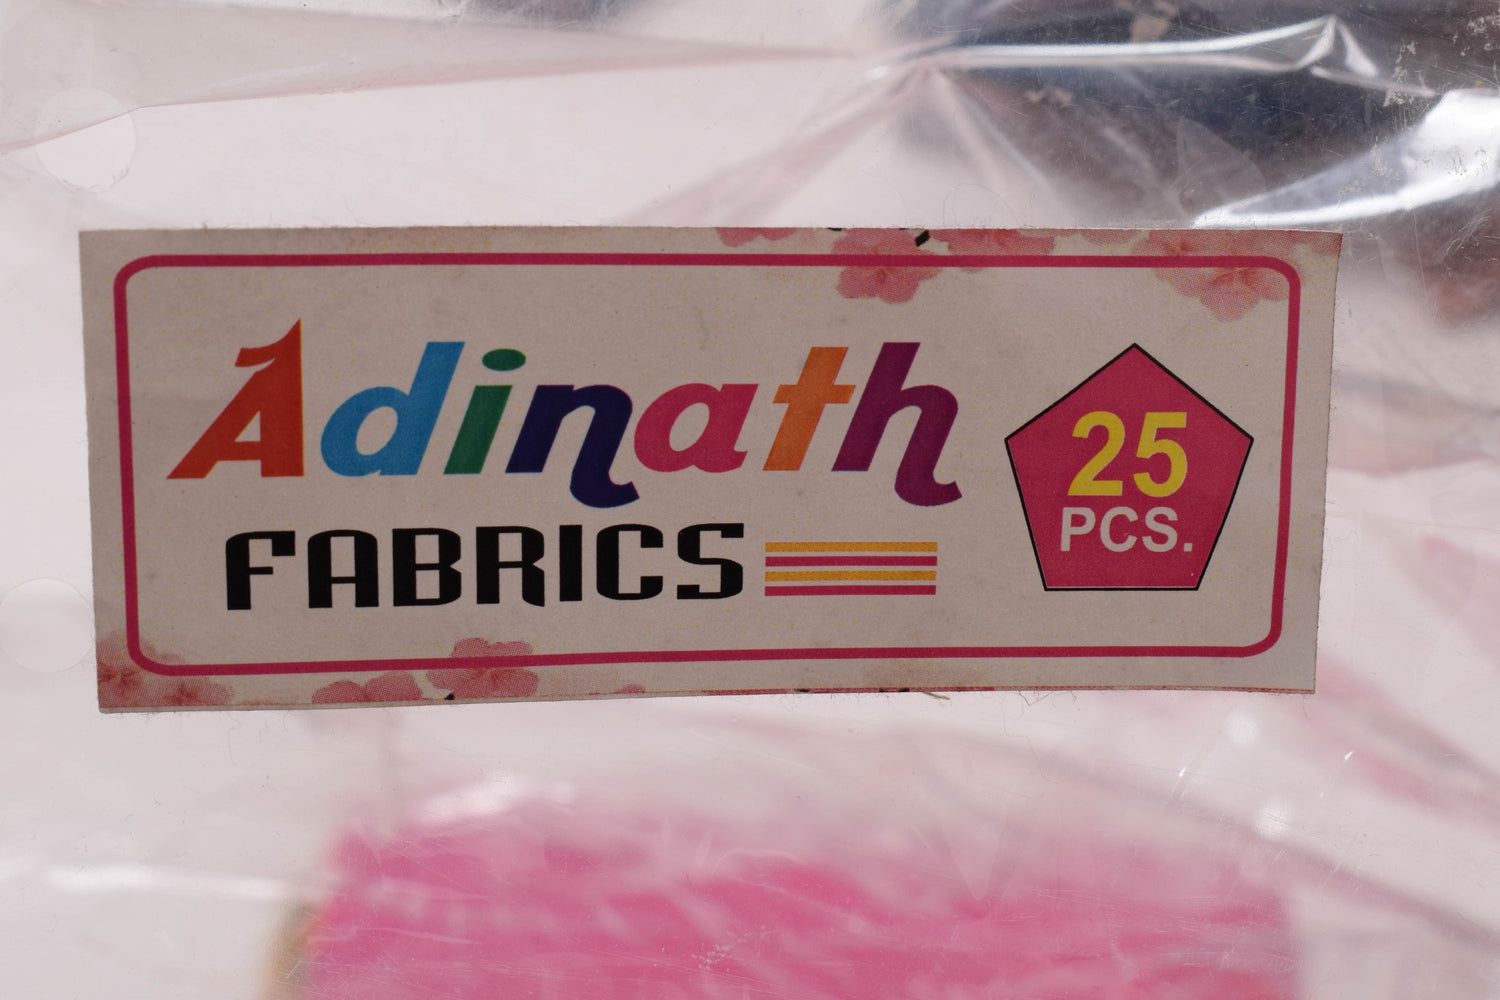 Adinath
FABRICS
25
PCS.